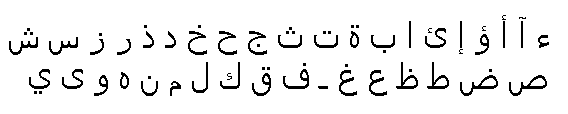 ء آ أ ؤ إ ئ ا ب ة ت ث ج ح خ د ذ ر ز س ش
ص ض ط ظ ع غ ـ ف ق ك ل م ن ه و ى ي